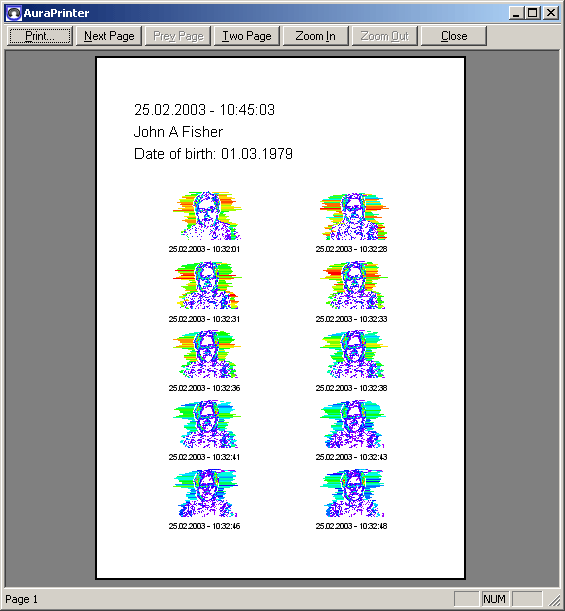 AuraPrinter
Print... Next Page Prev Page Two Page Zoom In Zoom Out Close
25.02.2003 - 10:45:03
John A Fisher
Date of birth: 01.03.1979
25.02.2003 - 10:32:01 25.02.2003 - 10:32:28
25.02.2003 - 10:32:31 25.02.2003 - 10:32:33
25.02.2003 - 10:32:36 25.02.2003 - 10:32:38
25.02.2003 - 10:32:41 25.02.2003 - 10:32:43
25.02.2003 - 10:32:46 25.02.2003 - 10:32:48
Page 1 NUM